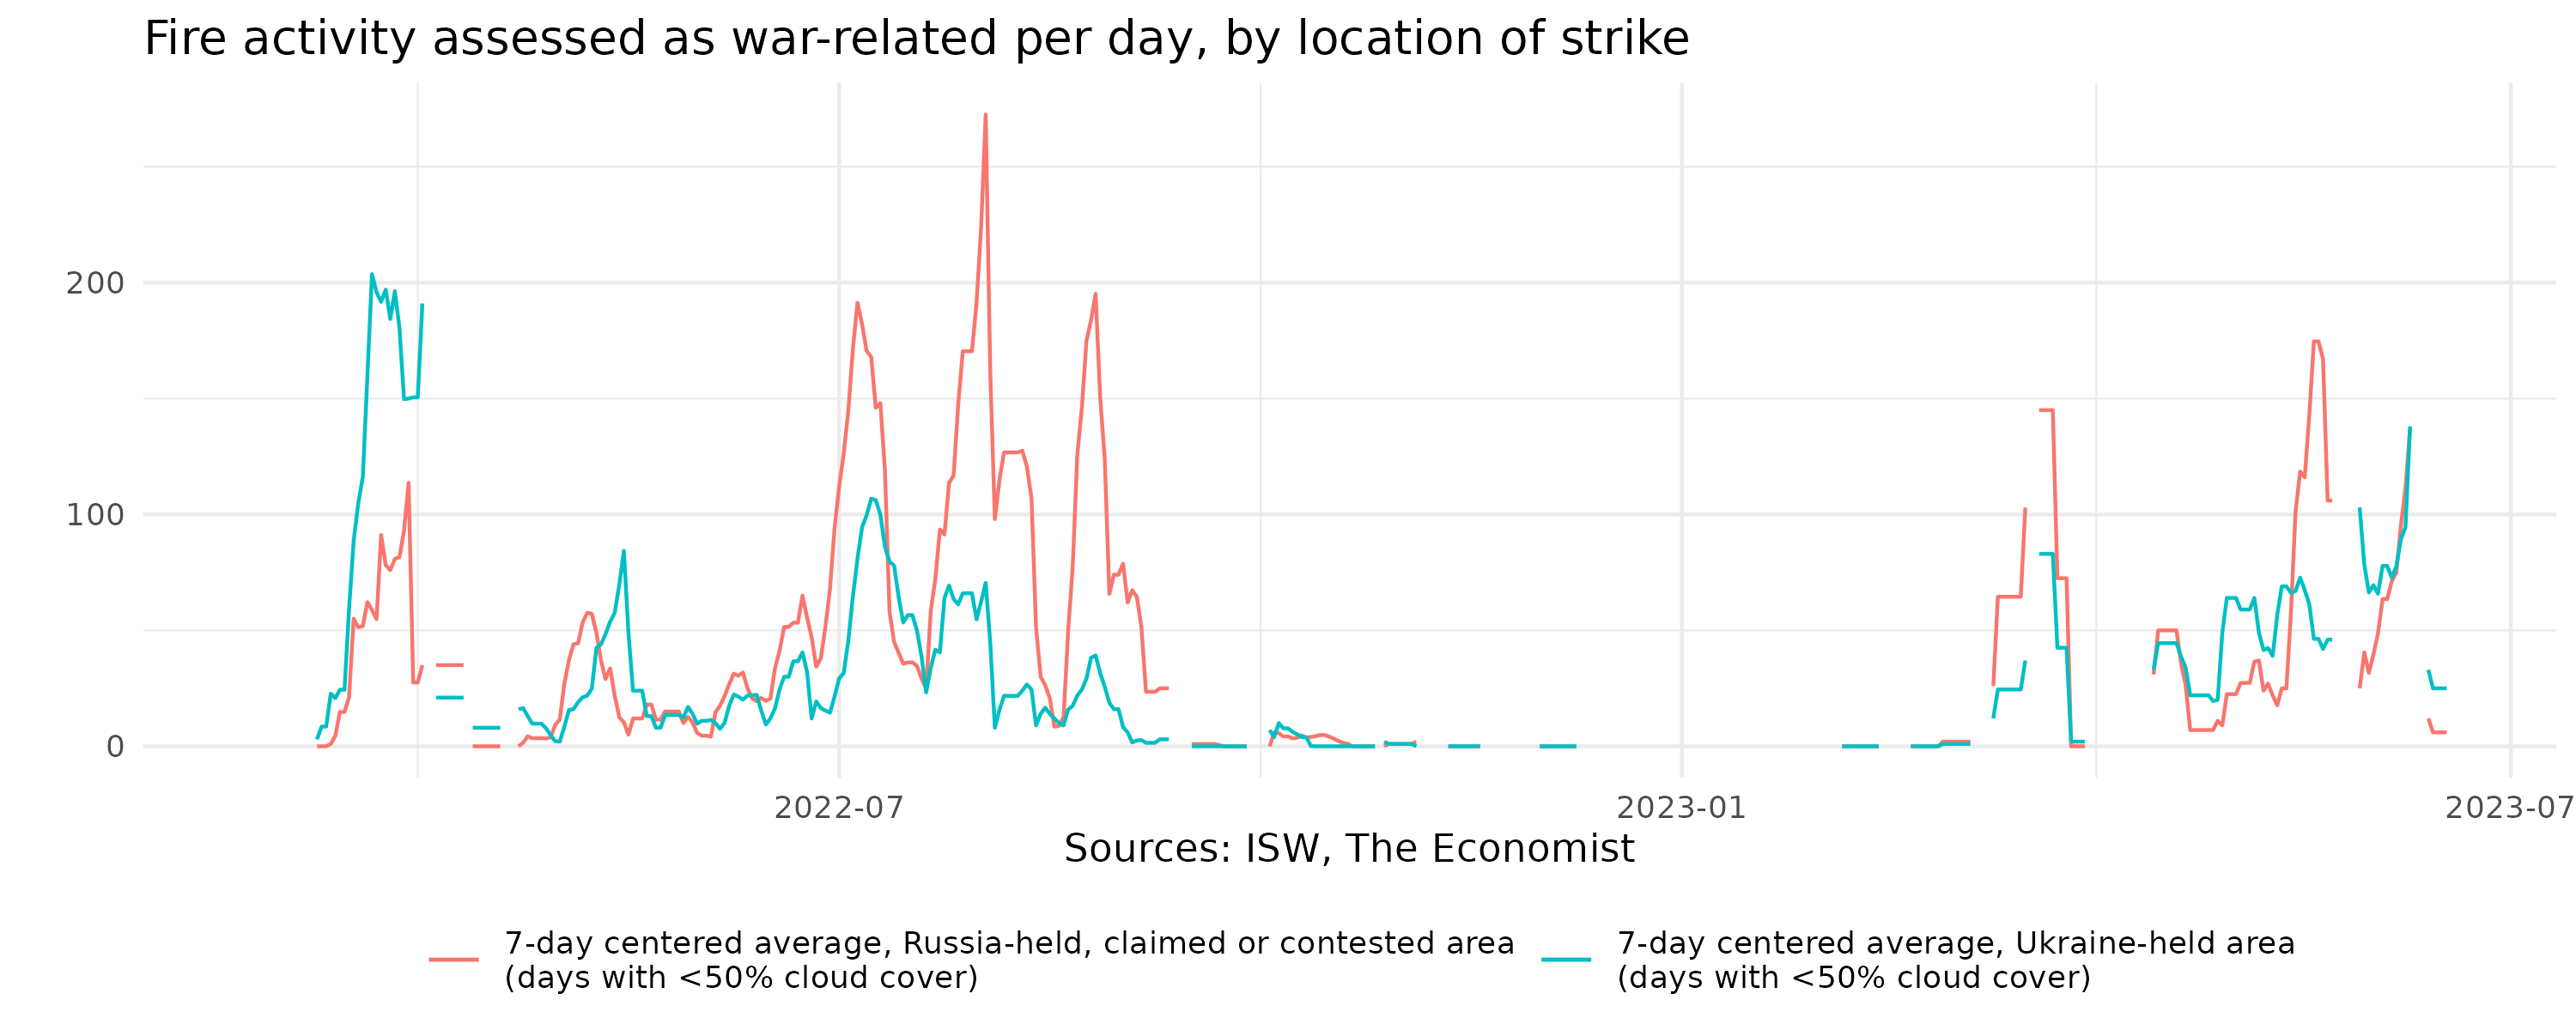 Fire activity assessed as war-related per day, by location of strike
200
100
0
2022-07
2023-01
2023-07
Sources: ISW, The Economist
7-day centered average, Russia-held, claimed or contested area
(days with <50% cloud cover)
7-day centered average, Ukraine-held area
(days with <50% cloud cover)